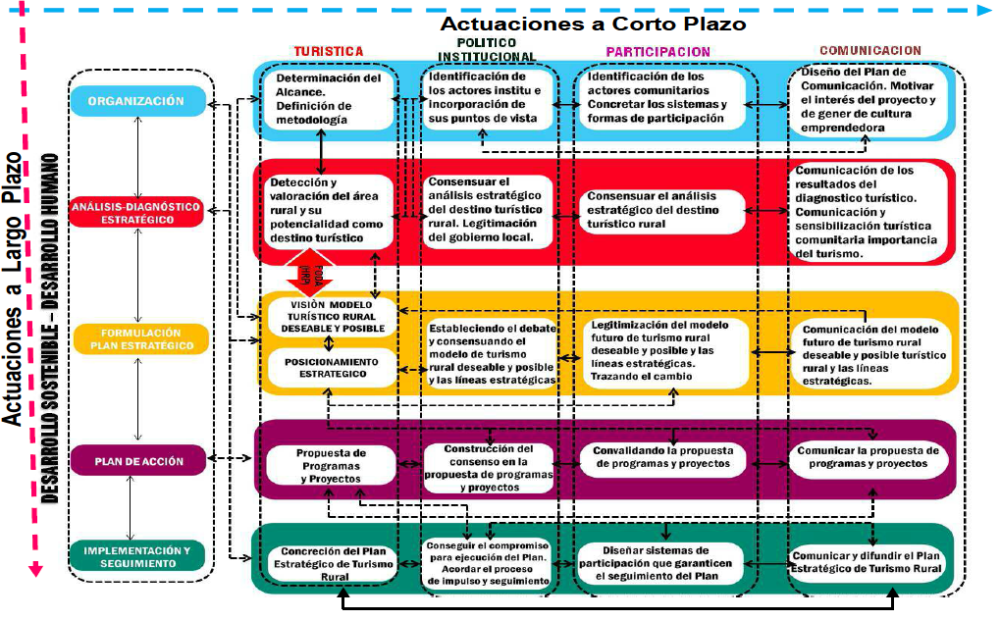 Actuaciones a Corto Plazo
Actuaciones a Largo Plazo
DESARROLLO SOSTENIBLE – DESARROLLO HUMANO
TURISTICA
POLITICO
INSTITUCIONAL
PARTICIPACION
COMUNICACION
ORGANIZACIÓN
Determinación del
Alcance.
Definición de
metodología
Identificación de
los actores institu e
incorporación de
sus puntos de vista
Identificación de los
actores comunitarios
Concretar los sistemas y
formas de participación
Diseño del Plan de
Comunicación. Motivar
el interés del proyecto y
de gener de cultura
emprendedora
ANÁLISIS-DIAGNÓSTICO
ESTRATÉGICO
Detección y
valoración del área
rural y su
potencialidad como
destino turístico
Consensuar el
análisis estratégico
del destino turístico
rural. Legitimación
del gobierno local.
Consensuar el análisis
estratégico del destino
turístico rural
Comunicación de los
resultados del
diagnostico turístico.
Comunicación y
sensibilización turística
comunitaria importancia
del turismo.
FODA
FORMULACIÓN
PLAN ESTRATÉGICO
VISIÒN MODELO
TURÍSTICO RURAL
DESEABLE Y POSIBLE
POSICIONAMIENTO
ESTRATEGICO
Estableciendo el debate
y consensuando el
modelo de turismo
rural deseable y posible
y las líneas estratégicas
Legitimización del modelo
futuro de turismo rural
deseable y posible y las
líneas estratégicas.
Trazando el cambio
Comunicación del modelo
futuro de turismo rural
deseable y posible turístico
rural y las líneas
estratégicas.
PLAN DE ACCIÓN
Propuesta de
Programas
y Proyectos
Construcción del
consenso en la
propuesta de programas
y proyectos
Convalidando la propuesta
de programas y proyectos
Comunicar la propuesta de
programas y proyectos
IMPLEMENTACIÓN Y
SEGUIMIENTO
Concreción del Plan
Estratégico de Turismo
Rural
Conseguir el compromiso
para ejecución del Plan.
Acordar el proceso
de impulso y seguimiento
Diseñar sistemas de
participación que garanticen
el seguimiento del Plan
Comunicar y difundir el Plan
Estratégico de Turismo Rural